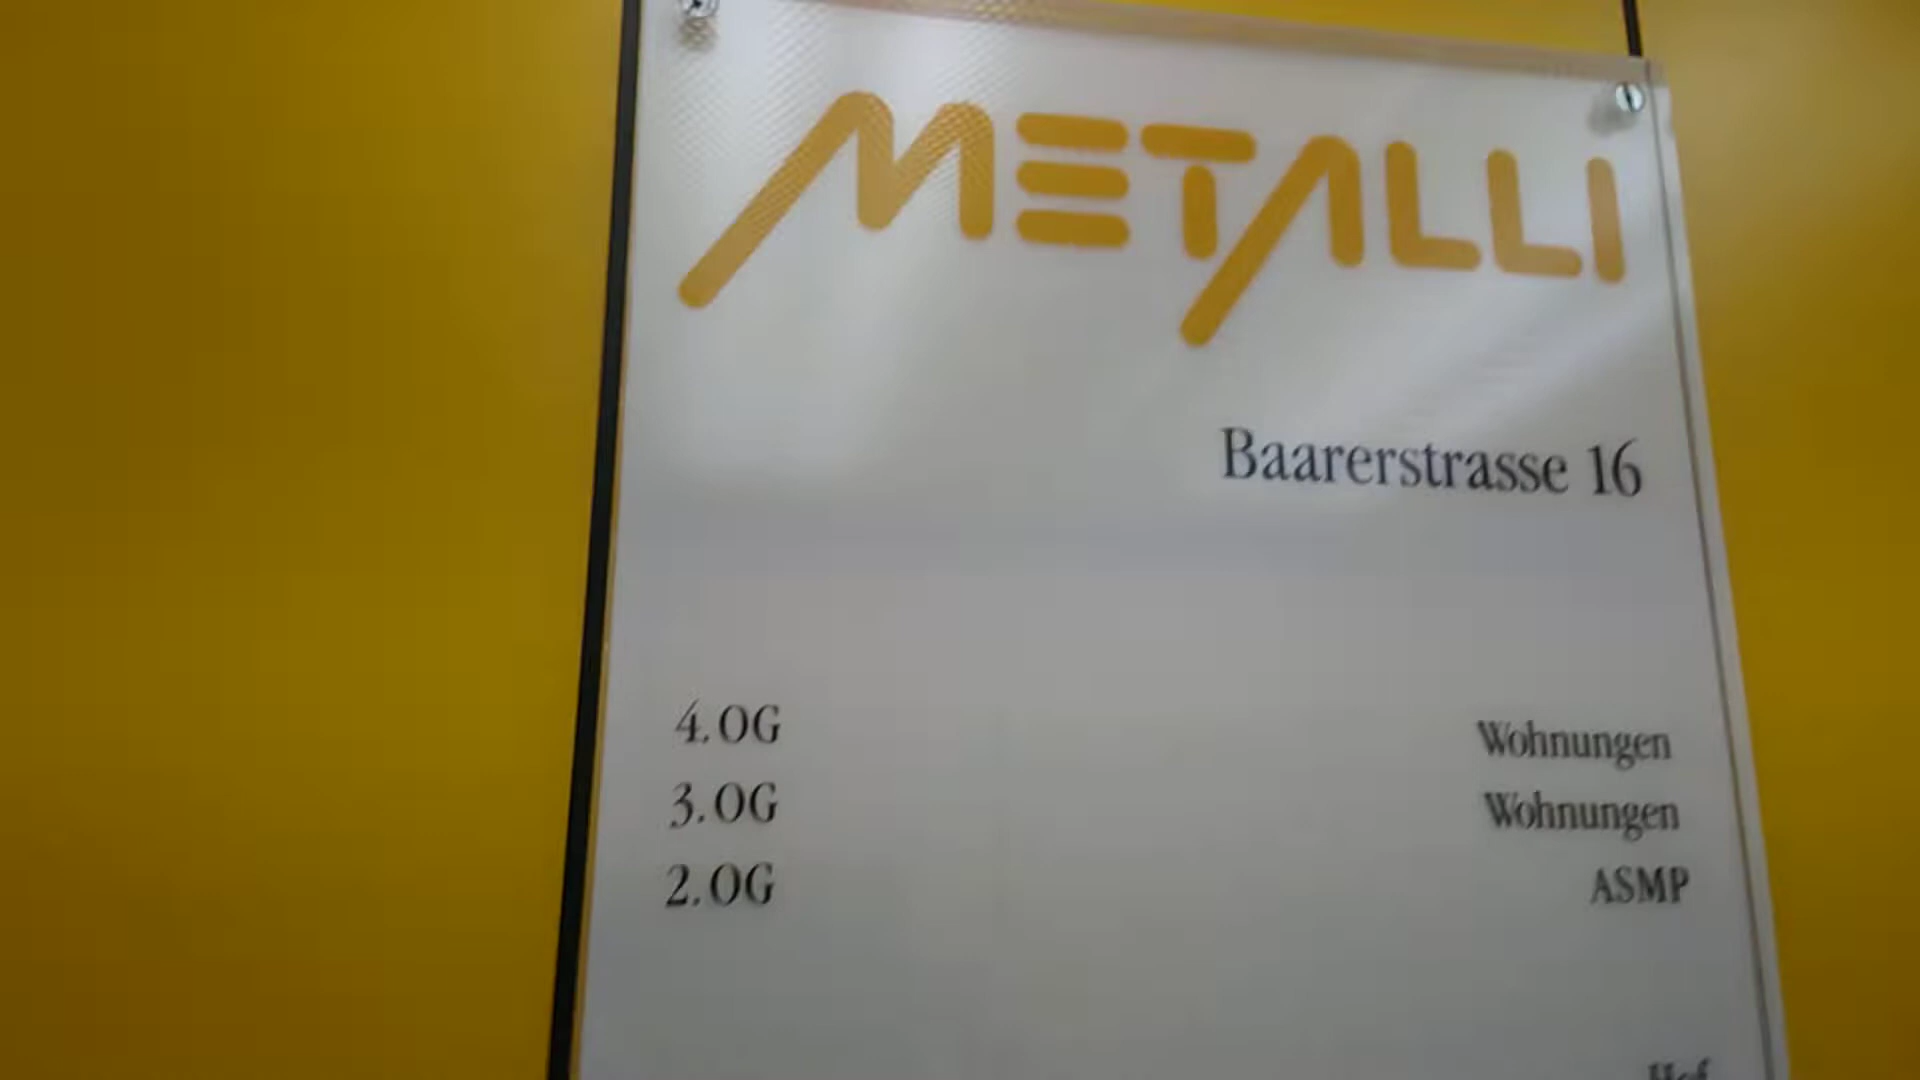 METALLI
Baarerstrasse 16
4.OG Wohnungen
3.OG Wohnungen
2.OG ASMP